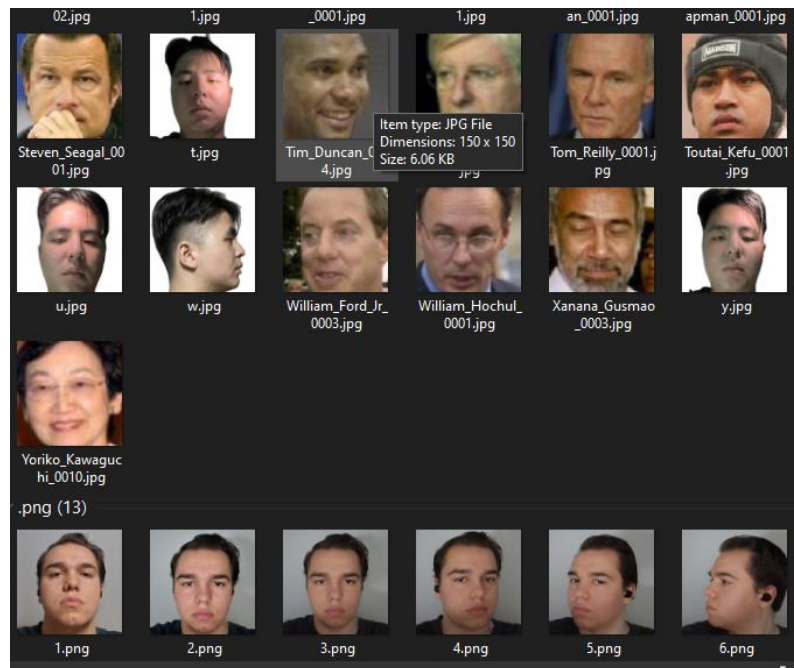 02.jpg 1.jpg _0001.jpg 1.jpg an_0001.jpg apman_0001.jpg
Steven_Seagal_00
01.jpg
t.jpg
Tim_Duncan_0
4.jpg
Item type: JPG File
Dimensions: 150 x 150
Size: 6.06 KB
jpg
Tom_Reilly_0001.j
pg
Toutai_Kefu_0001
.jpg
u.jpg
w.jpg
William_Ford_Jr_
0003.jpg
William_Hochul_
0001.jpg
Xanana_Gusmao
_0003.jpg
y.jpg
Yoriko_Kawaguc
hi_0010.jpg
.png (13)
1.png 2.png 3.png 4.png 5.png 6.png